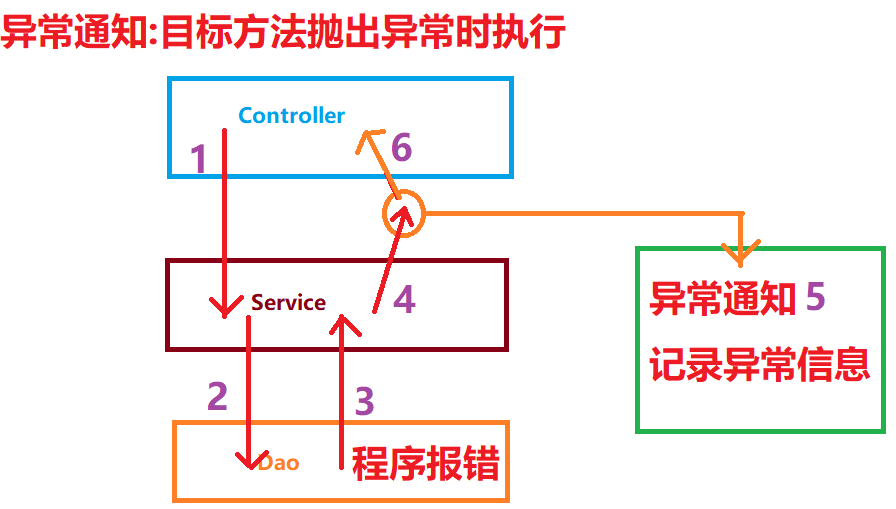 异常通知:目标方法抛出异常时执行
Controller
1
6
Service
4
异常通知 5
记录异常信息
2
3
Dao
程序报错